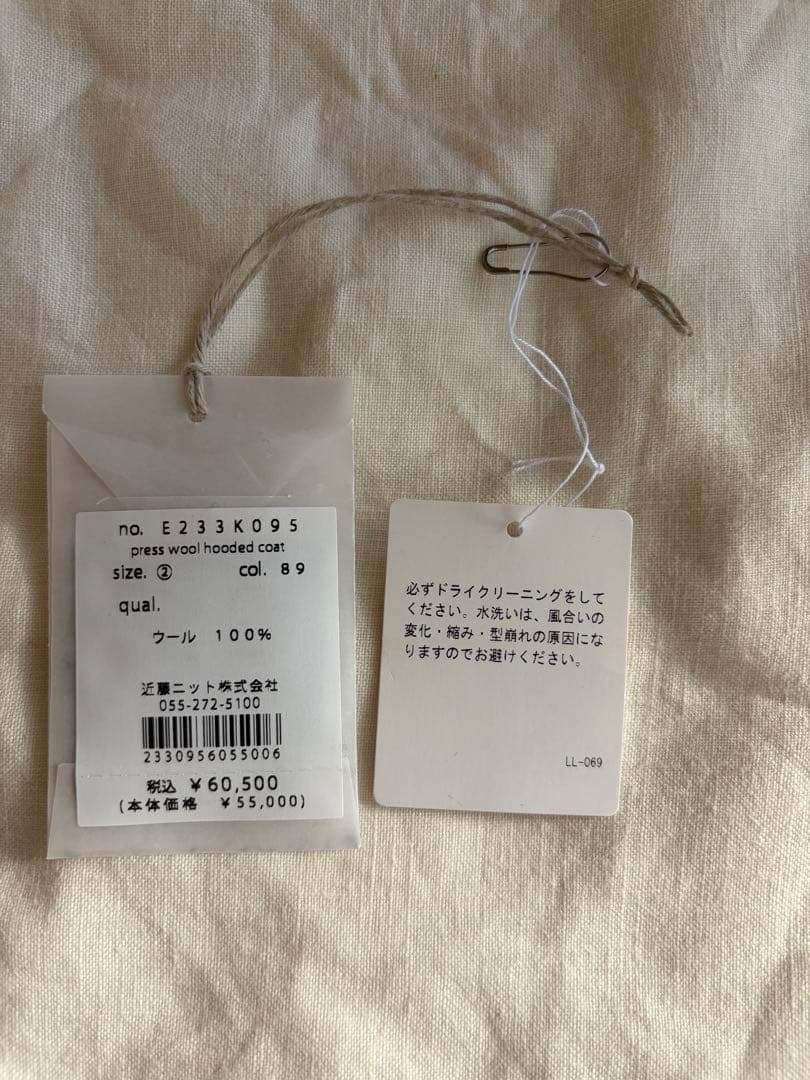 no. E233K095
press wool hooded coat
size. ② col. 89
qual.
ウール 100%
近藤ニット株式会社
055-272-5100
2330956055006
税込 ¥60,500
(本体価格 ¥55,000)
必ずドライクリーニングをして
ください。水洗いは、風合いの
変化・縮み・型崩れの原因にな
りますのでお避けください。
LL-069